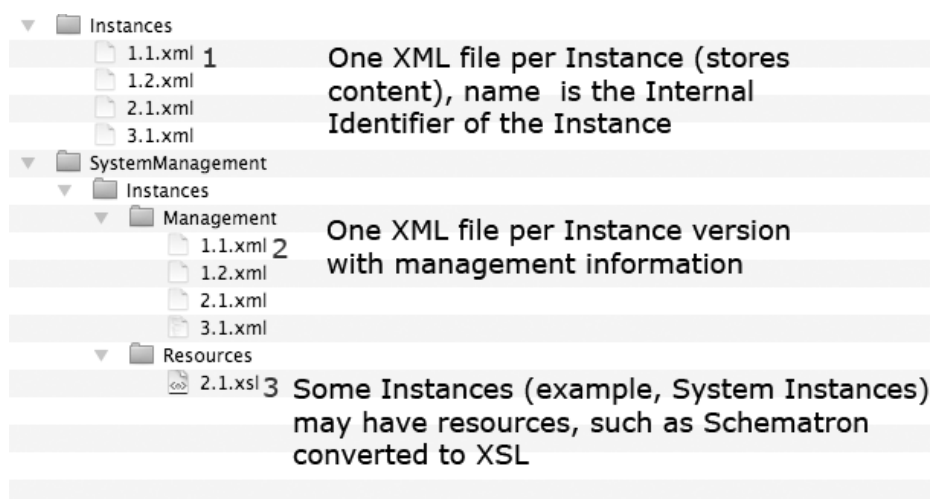 Instances
1.1.xml 1
1.2.xml
2.1.xml
3.1.xml
One XML file per Instance (stores
content), name is the Internal
Identifier of the Instance
SystemManagement
Instances
Management
1.1.xml 2
1.2.xml
2.1.xml
3.1.xml
One XML file per Instance version
with management information
Resources
2.1.xsl 3
Some Instances (example, System Instances)
may have resources, such as Schematron
converted to XSL